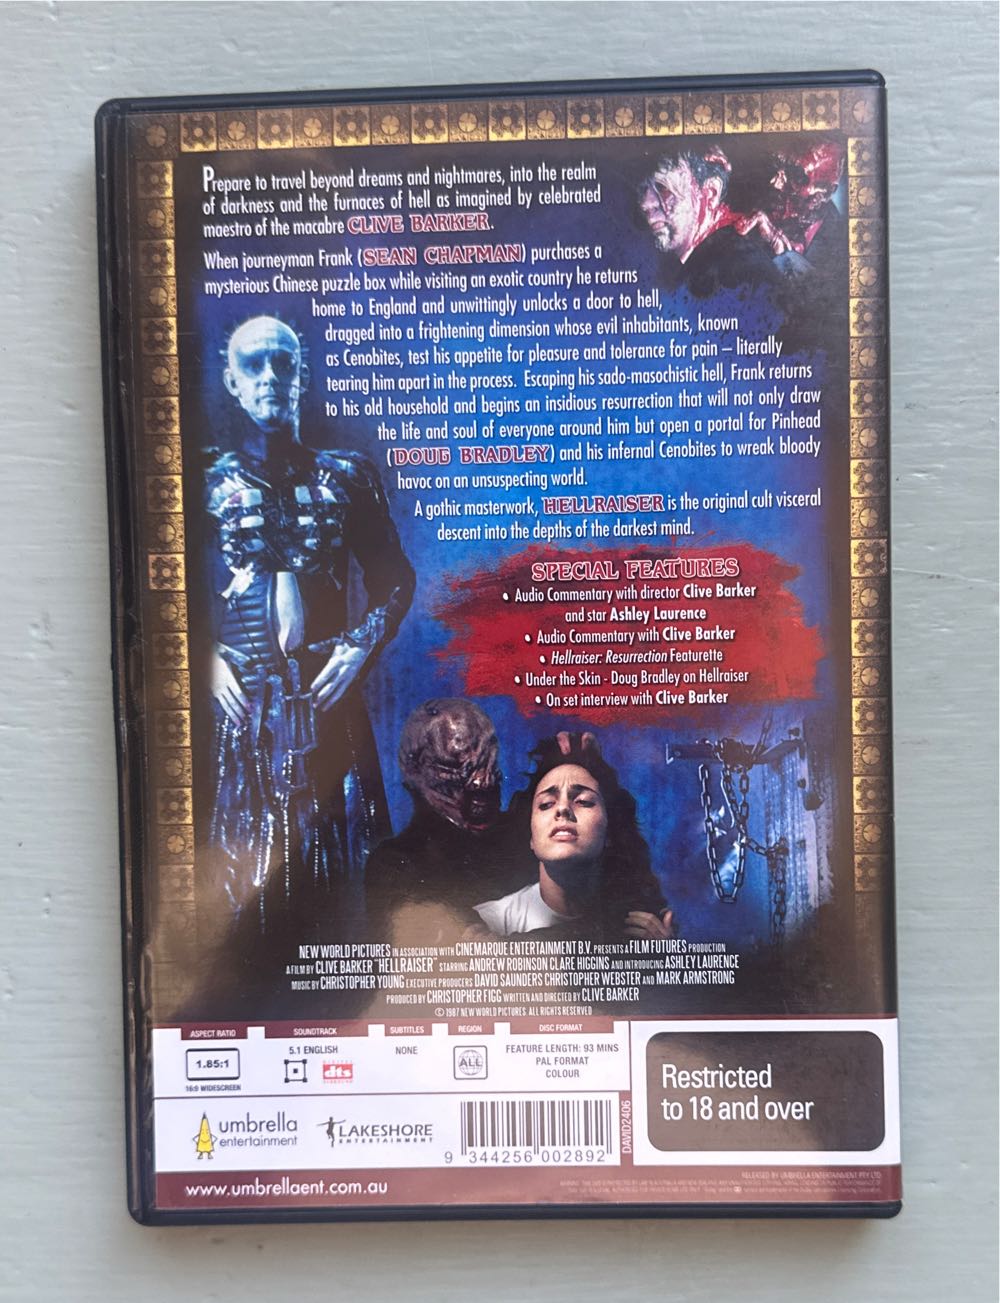 Prepare to travel beyond dreams and nightmares, into the realm
of darkness and the furnaces of hell as imagined by celebrated
maestro of the macabre CLIVE BARKER.
When journeyman Frank (SEAN CHAPMAN) purchases a
mysterious Chinese puzzle box while visiting an exotic country he returns
home to England and unwittingly unlocks a door to hell,
dragged into a frightening dimension whose evil inhabitants, known
as Cenobites, test his appetite for pleasure and tolerance for pain – literally
tearing him apart in the process. Escaping his sado-masochistic hell, Frank returns
to his old household and begins an insidious resurrection that will not only draw
the life and soul of everyone around him but open a portal for Pinhead
(DOUG BRADLEY) and his infernal Cenobites to wreak bloody
havoc on an unsuspecting world.
A gothic masterwork, HELLRAISER is the original cult visceral
descent into the depths of the darkest mind.
SPECIAL FEATURES
• Audio Commentary with director Clive Barker
and star Ashley Laurence
• Audio Commentary with Clive Barker
• Hellraiser: Resurrection Featurette
• Under the Skin - Doug Bradley on Hellraiser
• On set interview with Clive Barker
NEW WORLD PICTURES IN ASSOCIATION WITH CINEMARQUE ENTERTAINMENT B.V. PRESENTS A FILM FUTURES PRODUCTION
A FILM BY CLIVE BARKER "HELLRAISER" STARRING ANDREW ROBINSON CLARE HIGGINS AND INTRODUCING ASHLEY LAURENCE
MUSIC BY CHRISTOPHER YOUNG EXECUTIVE PRODUCERS DAVID SAUNDERS CHRISTOPHER WEBSTER AND MARK ARMSTRONG
PRODUCED BY CHRISTOPHER FIGG WRITTEN AND DIRECTED BY CLIVE BARKER
© 1987 NEW WORLD PICTURES. ALL RIGHTS RESERVED
ASPECT RATIO
1.85:1
16:9 WIDESCREEN
SOUNDTRACK
5.1 ENGLISH
DIGITAL
dts
SURROUND
SUBTITLES
NONE
REGION
ALL
DISC FORMAT
FEATURE LENGTH: 93 MINS
PAL FORMAT
COLOUR
Restricted
to 18 and over
umbrella
entertainment
LAKESHORE
ENTERTAINMENT
9 344256 002892
DAVID2406
www.umbrellaent.com.au
RELEASED BY UMBRELLA ENTERTAINMENT PTY LTD